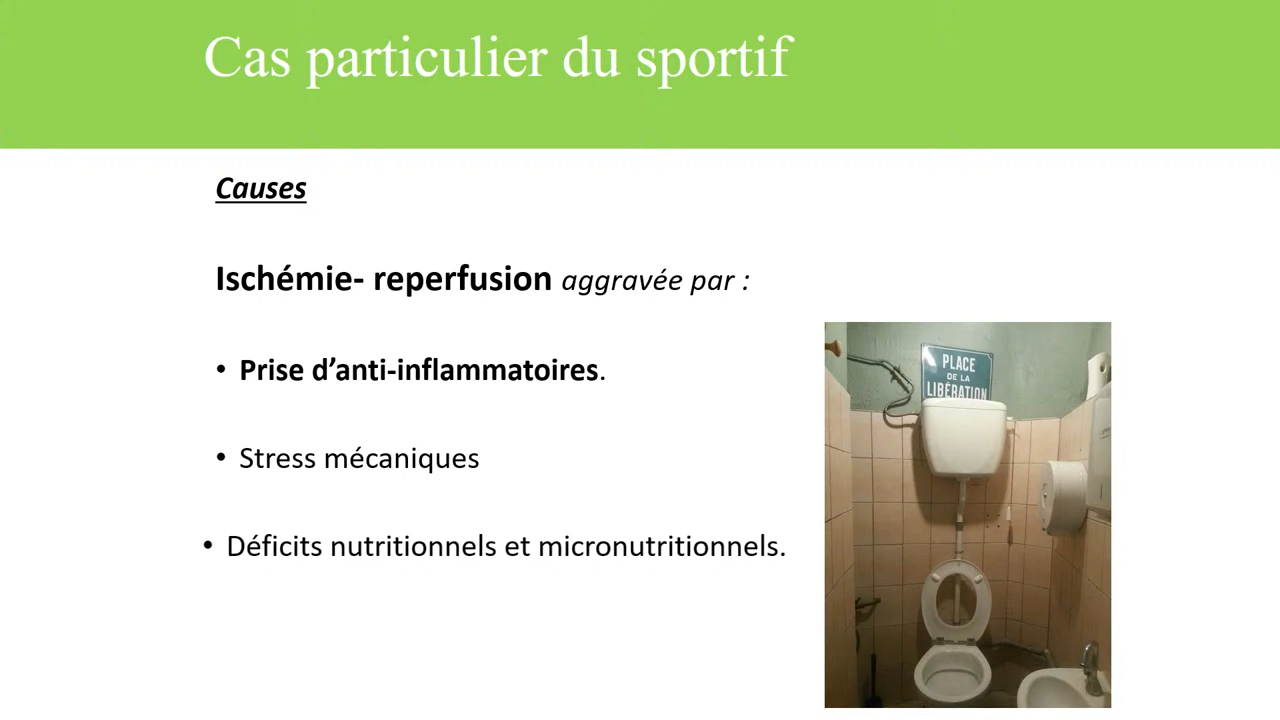 Cas particulier du sportif
Causes
Ischémie- reperfusion aggravée par :
• Prise d’anti-inflammatoires.
• Stress mécaniques
• Déficits nutritionnels et micronutritionnels.
PLACE
DE LA
LIBÉRATION